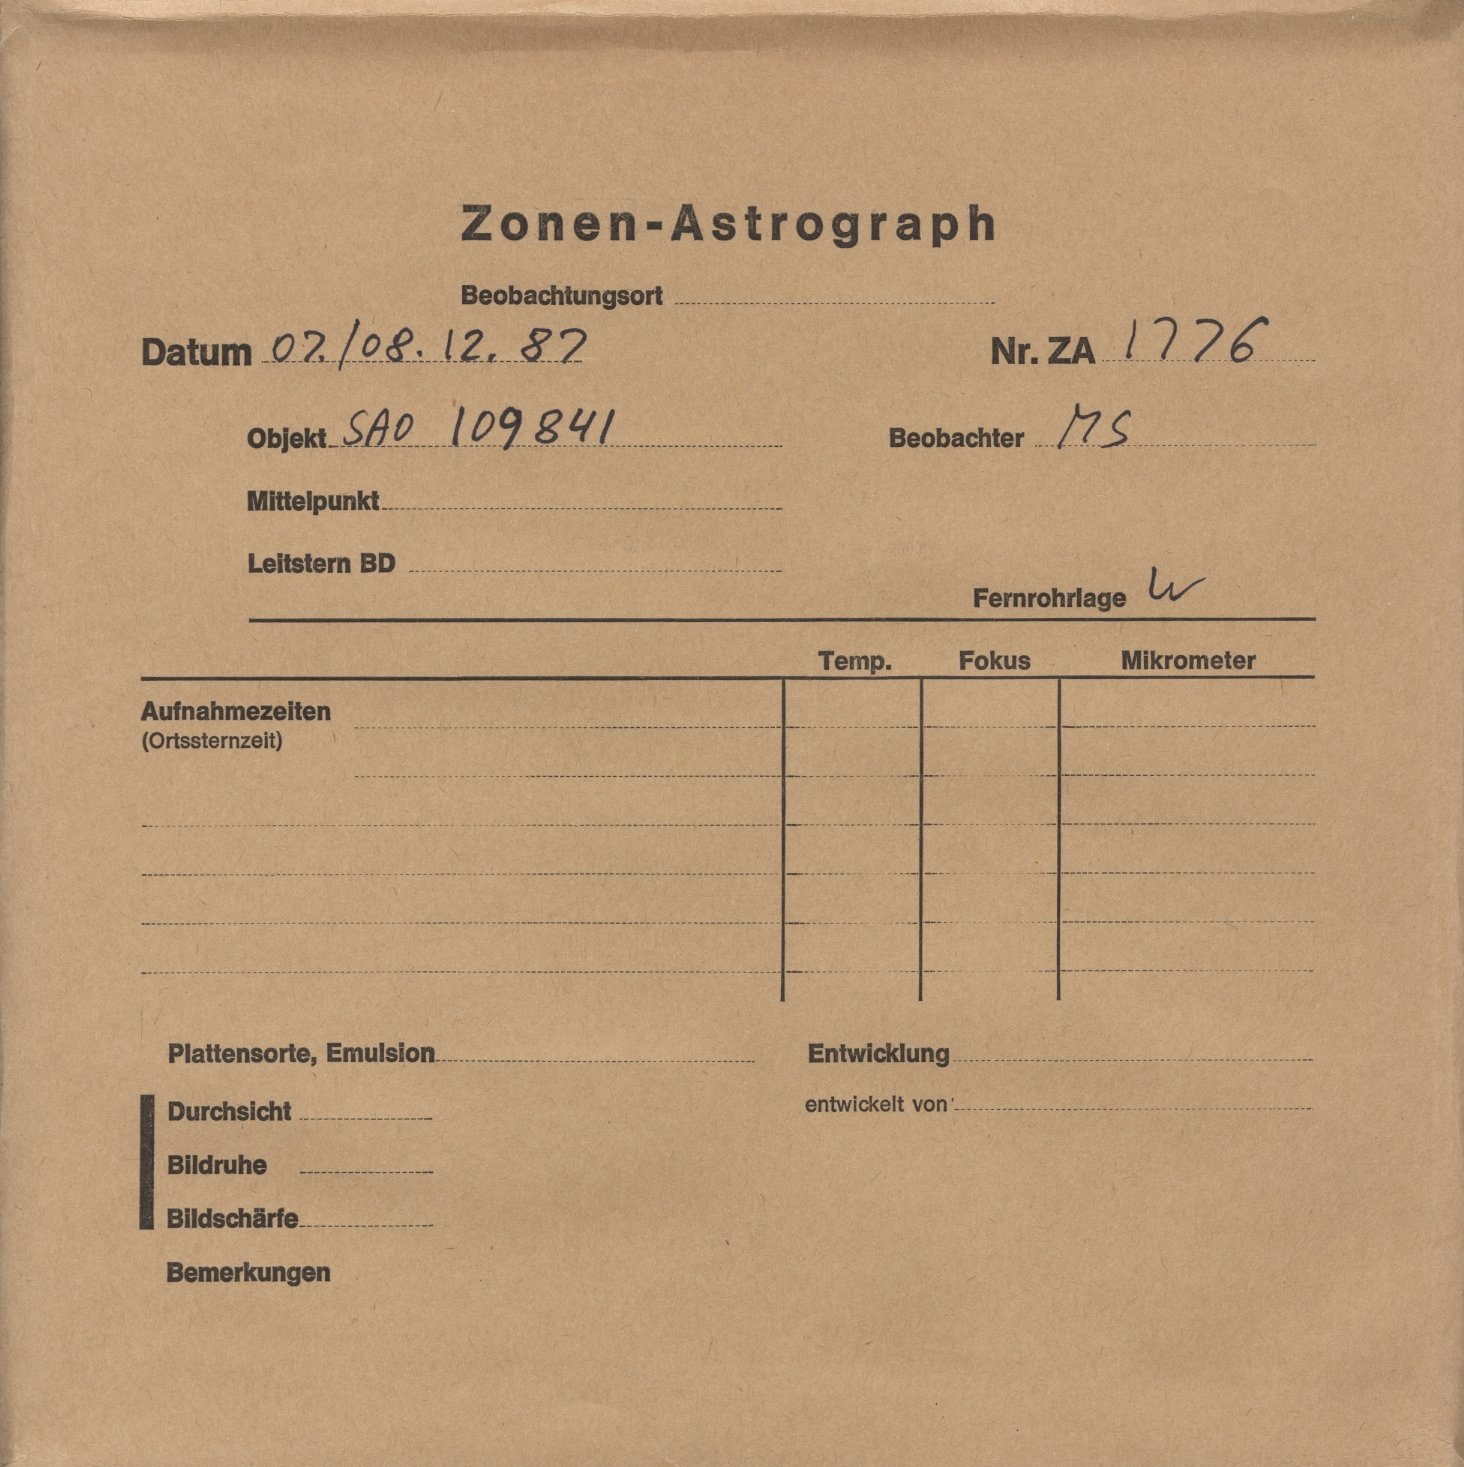 Zonen-Astrograph
Beobachtungsort
Datum 07./08.12.87 Nr. ZA 1776
Objekt SAO 109841 Beobachter MS
Mittelpunkt
Leitstern BD
Fernrohrlage W
Temp. Fokus Mikrometer
Aufnahmezeiten
(Ortssternzeit)
Plattensorte, Emulsion Entwicklung
Durchsicht entwickelt von
Bildruhe
Bildschärfe
Bemerkungen